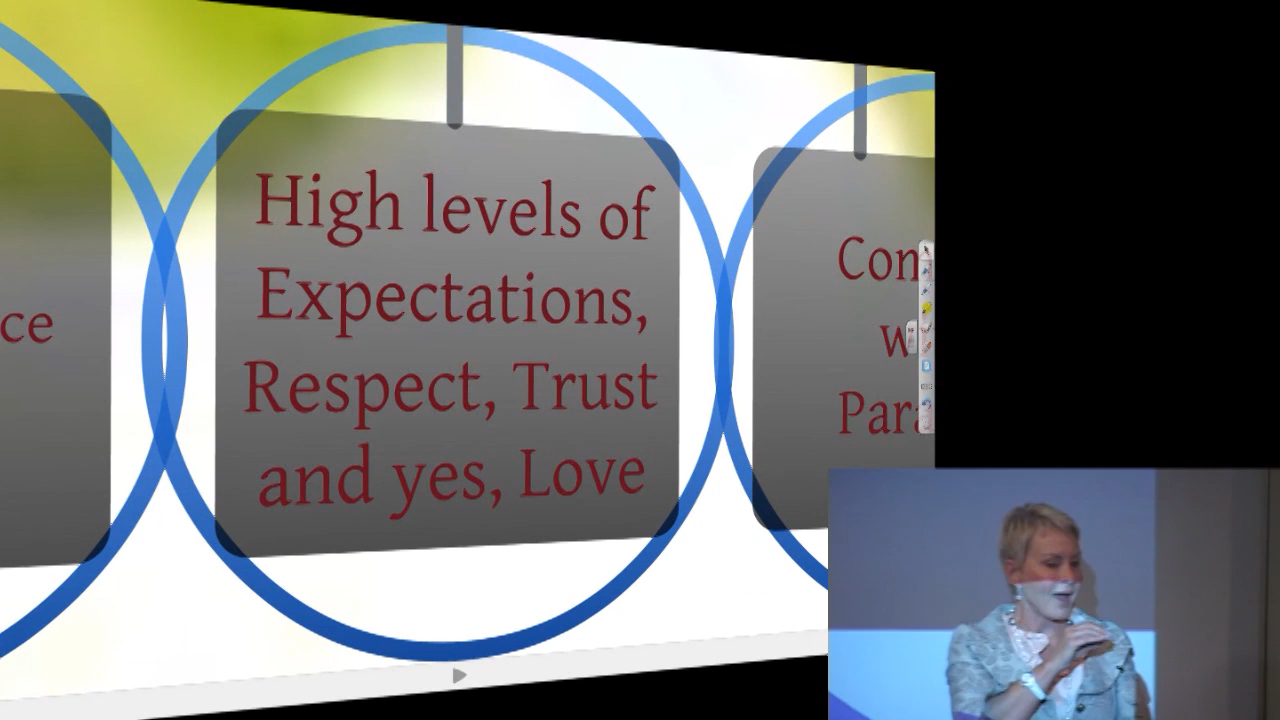 High levels of
Expectations,
Respect, Trust
and yes, Love